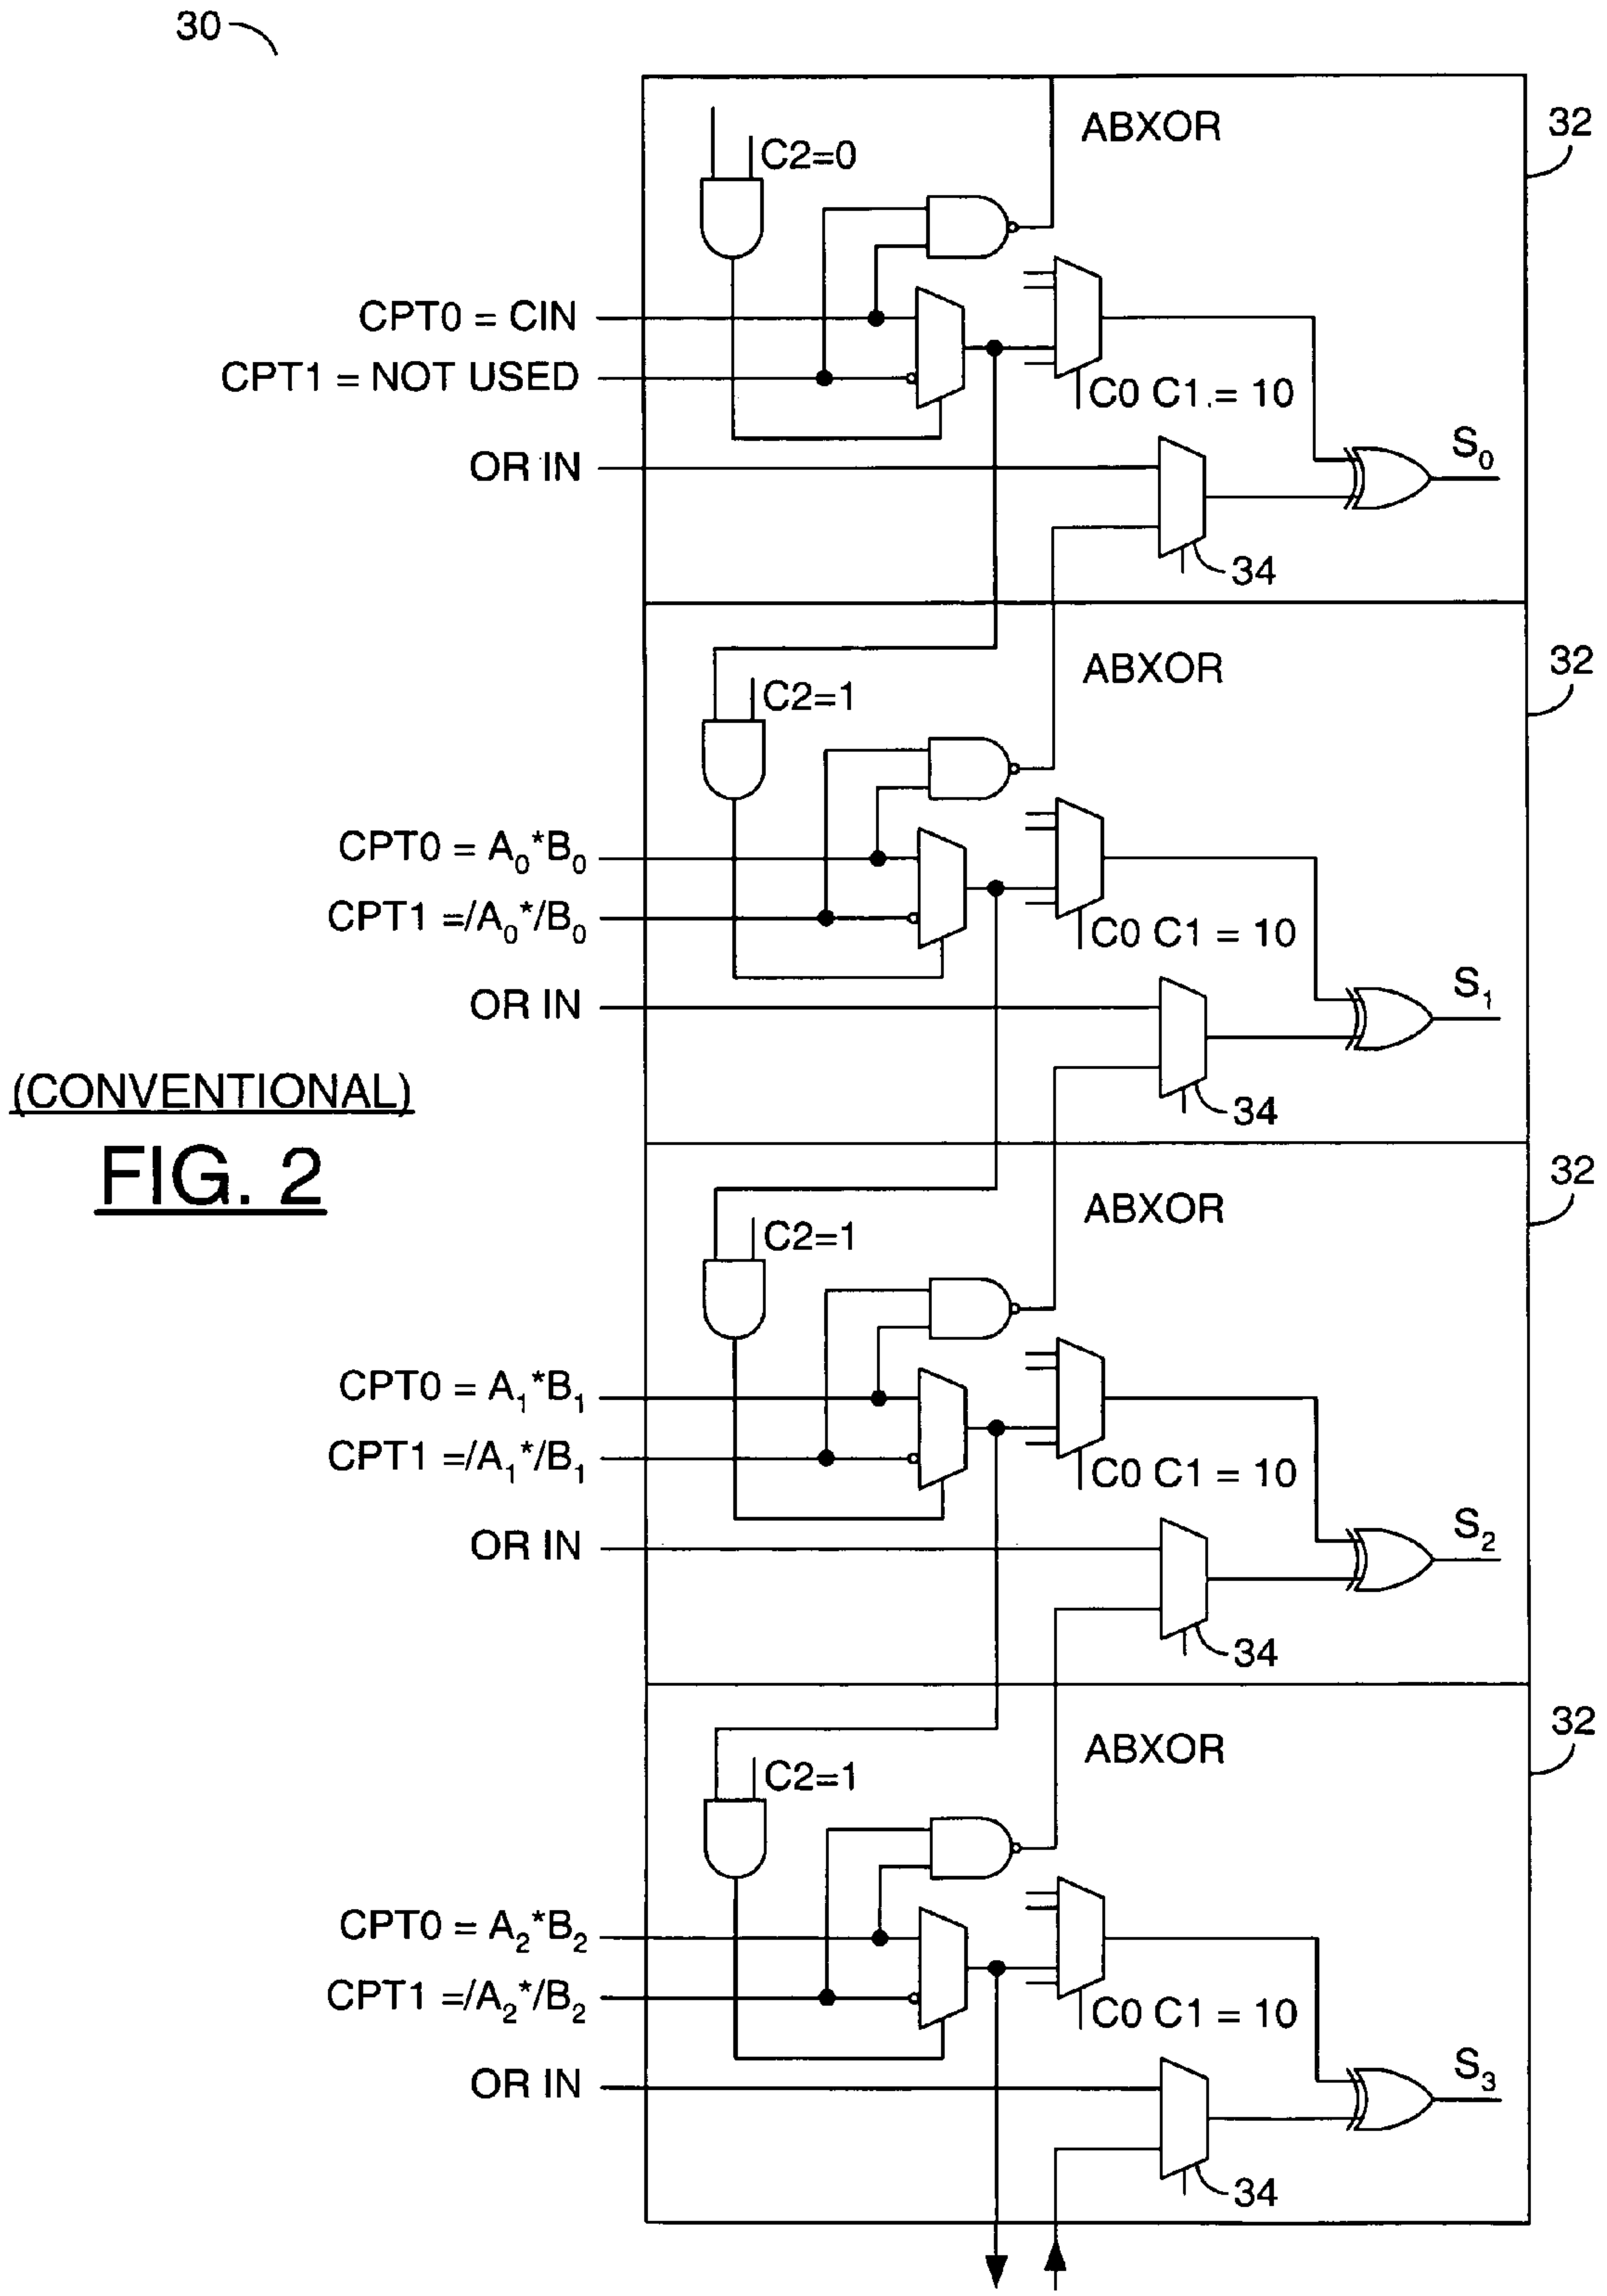 30
ABXOR
32
C2=0
CPT0 = CIN
CPT1 = NOT USED
C0 C1 = 10
OR IN
S0
34
ABXOR
32
C2=1
CPT0 = A0*B0
CPT1 =/A0*/B0
C0 C1 = 10
OR IN
S1
34
(CONVENTIONAL)
FIG. 2
32
ABXOR
C2=1
CPT0 = A1*B1
CPT1 =/A1*/B1
C0 C1 = 10
OR IN
S2
34
32
ABXOR
C2=1
CPT0 = A2*B2
CPT1 =/A2*/B2
C0 C1 = 10
OR IN
S3
34